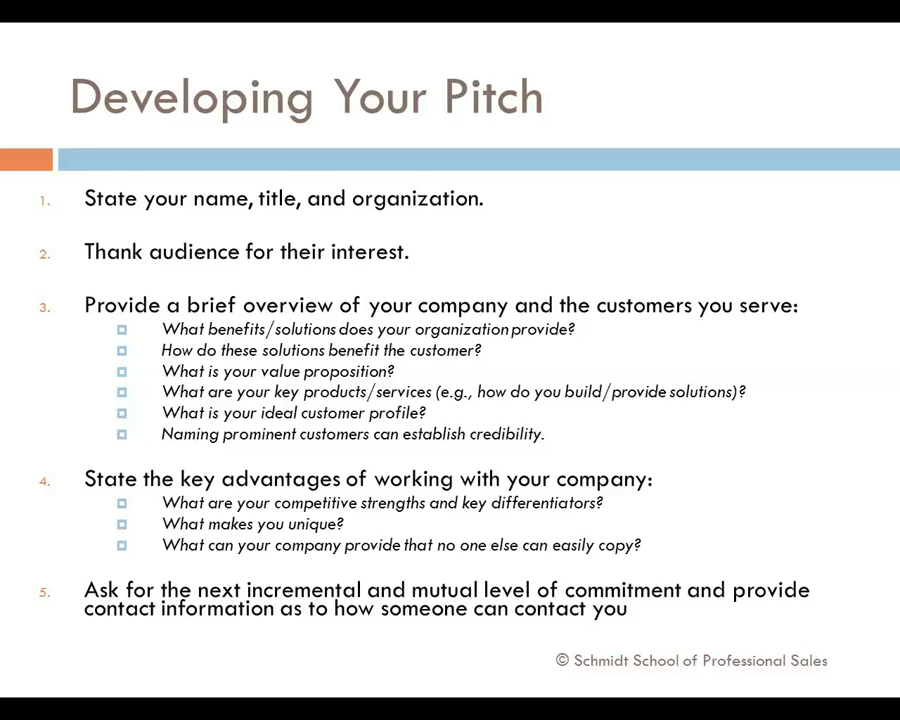 Developing Your Pitch
1. State your name, title, and organization.
2. Thank audience for their interest.
3. Provide a brief overview of your company and the customers you serve:
What benefits/solutions does your organization provide?
How do these solutions benefit the customer?
What is your value proposition?
What are your key products/services (e.g., how do you build/provide solutions)?
What is your ideal customer profile?
Naming prominent customers can establish credibility.
4. State the key advantages of working with your company:
What are your competitive strengths and key differentiators?
What makes you unique?
What can your company provide that no one else can easily copy?
5. Ask for the next incremental and mutual level of commitment and provide
contact information as to how someone can contact you
© Schmidt School of Professional Sales